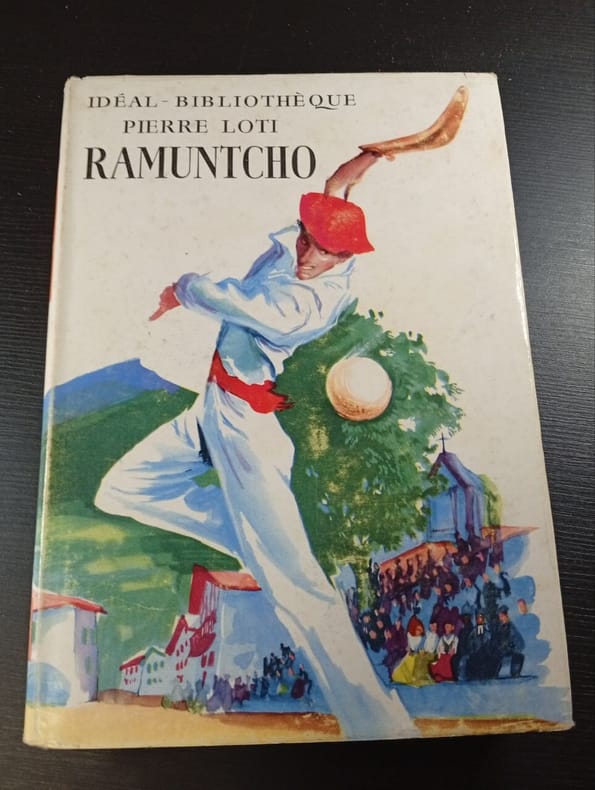 IDÉAL-BIBLIOTHÈQUE
PIERRE LOTI
RAMUNTCHO